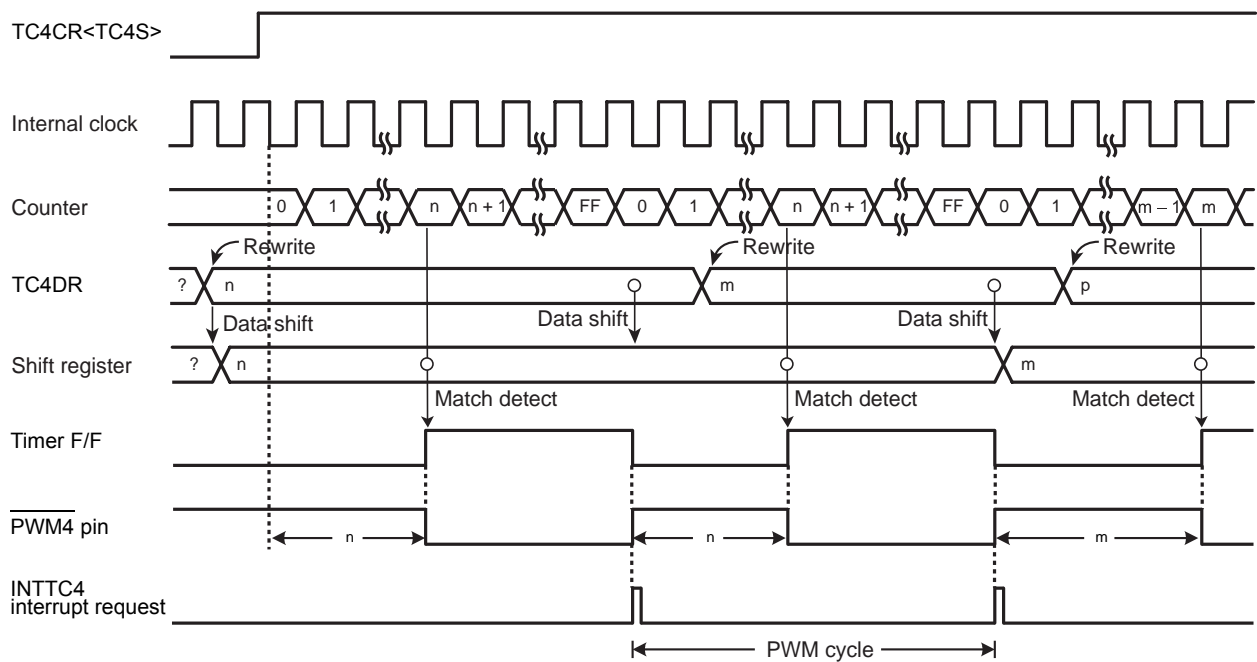 TC4CR<TC4S>
Internal clock
Counter 0 1 n n + 1 FF 0 1 n n + 1 FF 0 1 m – 1 m
Rewrite Rewrite Rewrite
TC4DR ? n m p
Data shift Data shift Data shift
Shift register ? n m
Match detect Match detect Match detect
Timer F/F
PWM4 pin n n m
INTTC4
interrupt request
PWM cycle